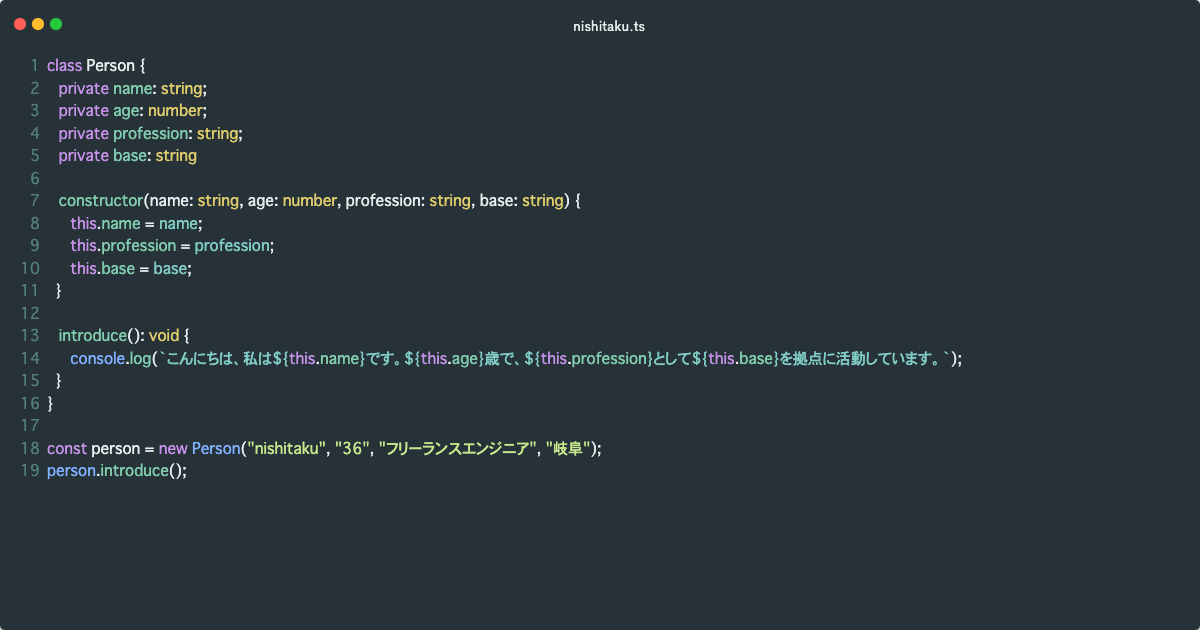 nishitaku.ts
1 class Person {
2 private name: string;
3 private age: number;
4 private profession: string;
5 private base: string
6
7 constructor(name: string, age: number, profession: string, base: string) {
8 this.name = name;
9 this.profession = profession;
10 this.base = base;
11 }
12
13 introduce(): void {
14 console.log(`こんにちは、私は${this.name}です。${this.age}歳で、${this.profession}として${this.base}を拠点に活動しています。`);
15 }
16 }
17
18 const person = new Person("nishitaku", "36", "フリーランスエンジニア", "岐阜");
19 person.introduce();